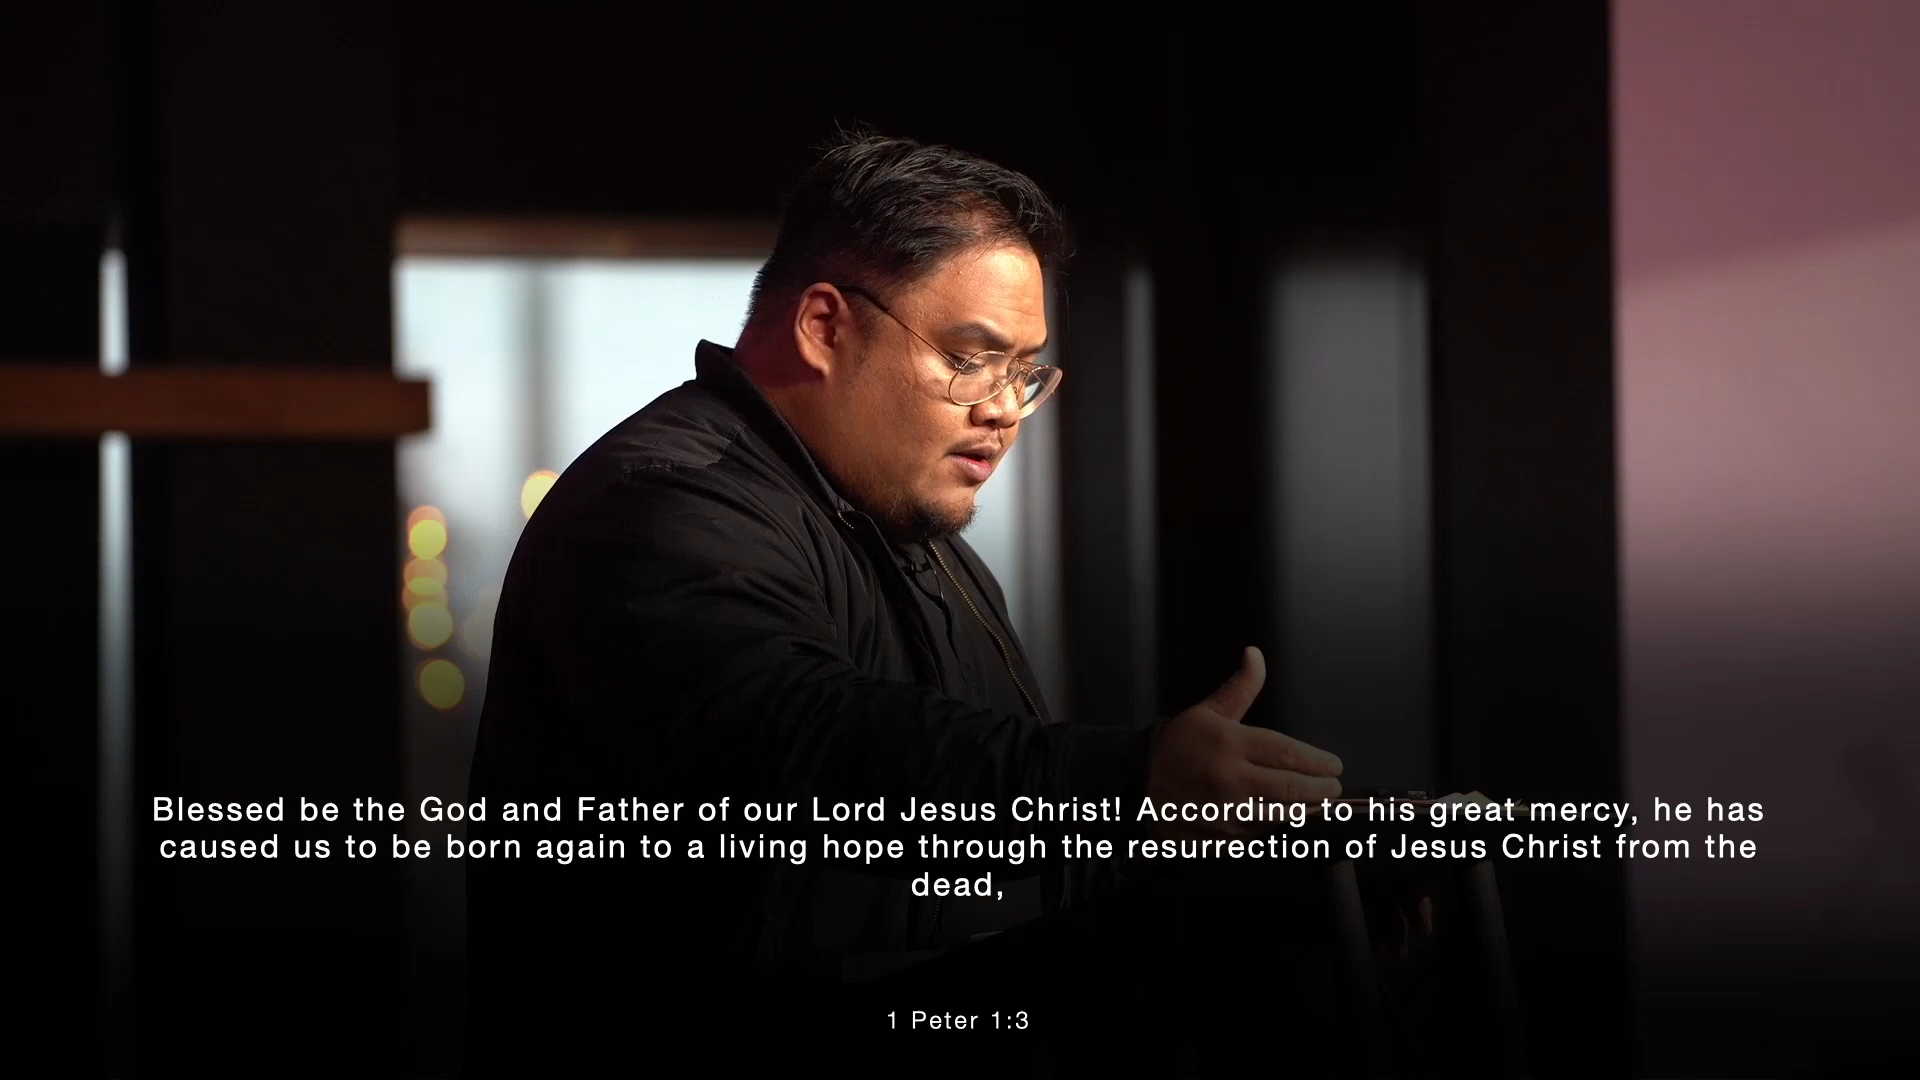 Blessed be the God and Father of our Lord Jesus Christ! According to his great mercy, he has
caused us to be born again to a living hope through the resurrection of Jesus Christ from the
dead,
1 Peter 1:3